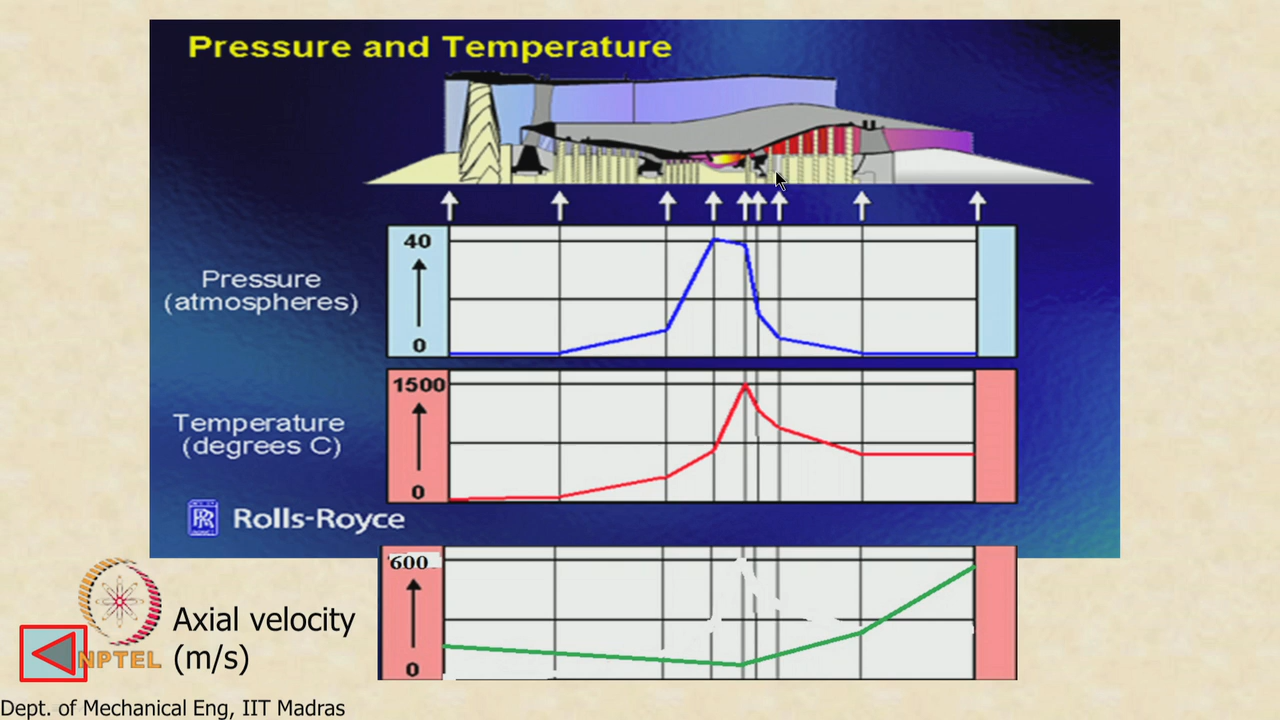 Pressure and Temperature
40
Pressure
(atmospheres)
0
1500
Temperature
(degrees C)
0
Rolls-Royce
600
Axial velocity
(m/s)
0
NPTEL
Dept. of Mechanical Eng, IIT Madras